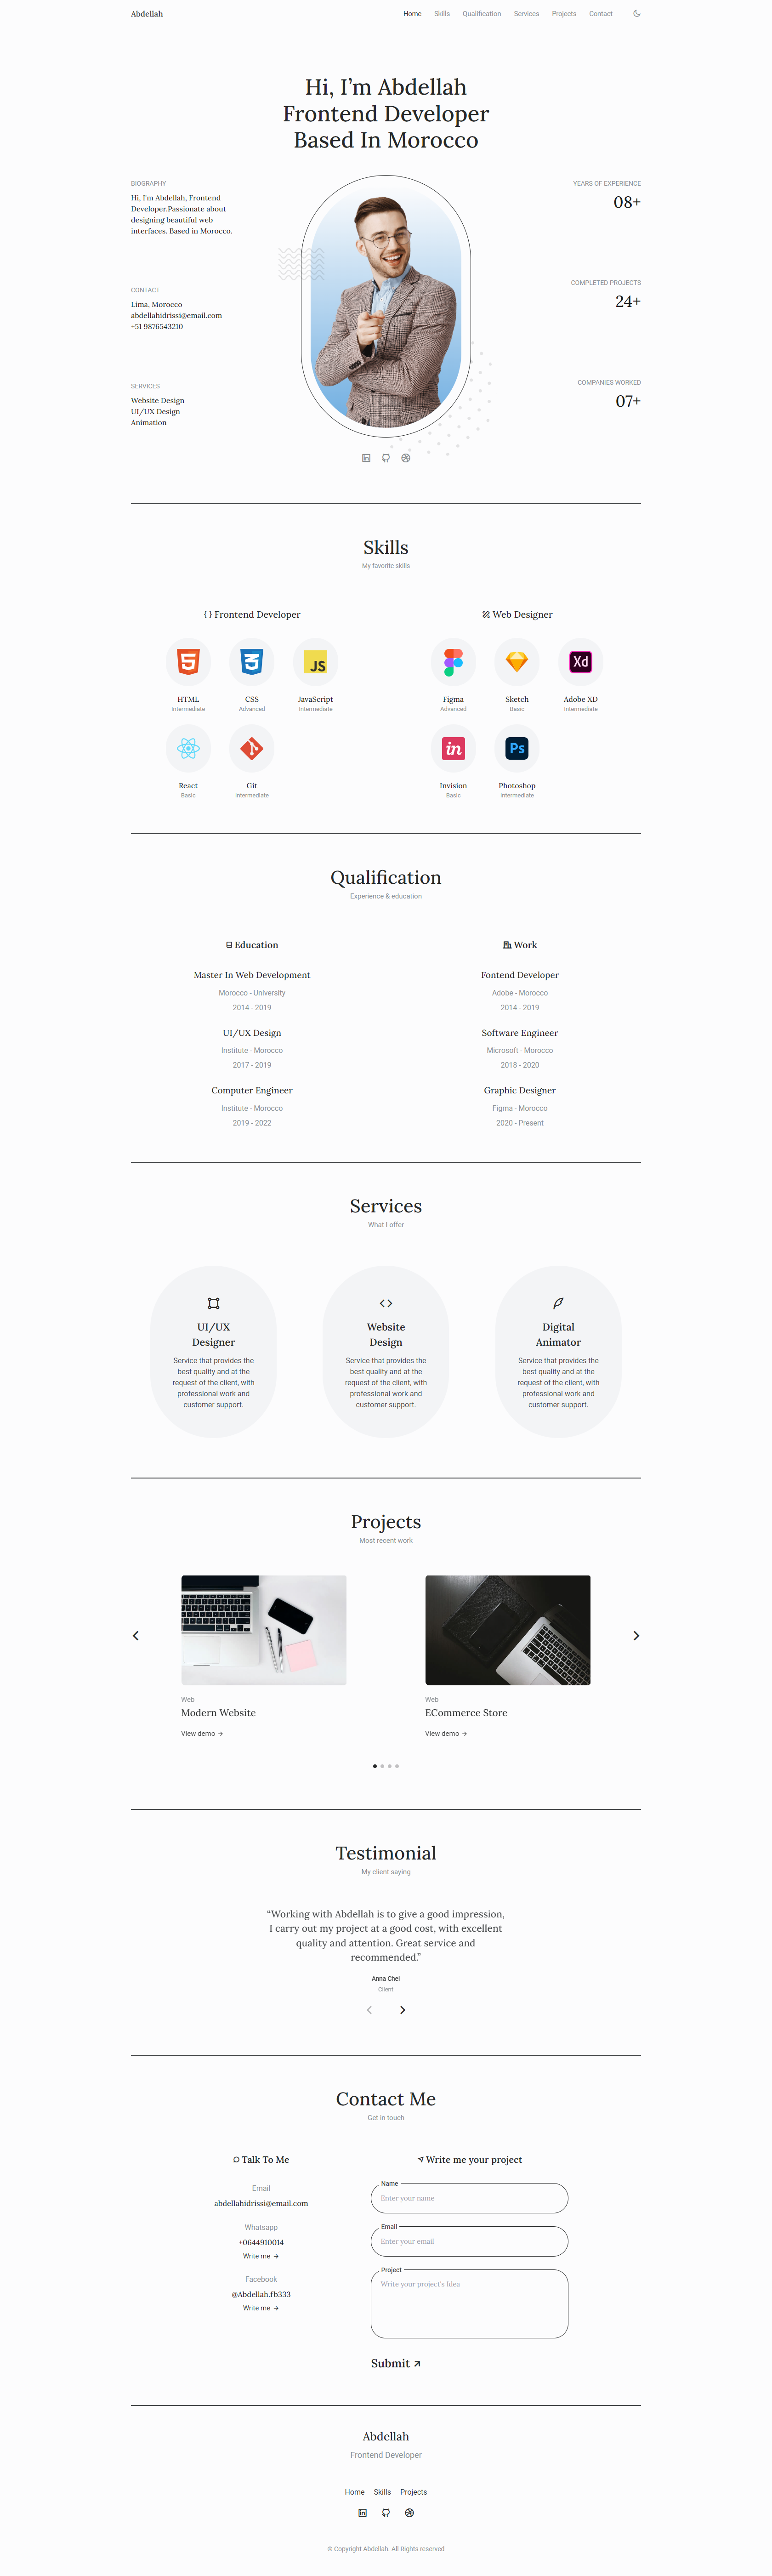 Abdellah
Home Skills Qualification Services Projects Contact
Hi, I'm Abdellah
Frontend Developer
Based In Morocco
BIOGRAPHY
Hi, I'm Abdellah, Frontend
Developer.Passionate about
designing beautiful web
interfaces. Based in Morocco.
CONTACT
Lima, Morocco
abdellahidrissi@email.com
+51 9876543210
SERVICES
Website Design
UI/UX Design
Animation
YEARS OF EXPERIENCE
08+
COMPLETED PROJECTS
24+
COMPANIES WORKED
07+
Skills
My favorite skills
{ } Frontend Developer
HTML
Intermediate
CSS
Advanced
JS
JavaScript
Intermediate
React
Basic
Git
Intermediate
Web Designer
Figma
Advanced
Sketch
Basic
Xd
Adobe XD
Intermediate
in
Invision
Basic
Ps
Photoshop
Intermediate
Qualification
Experience & education
Education
Master In Web Development
Morocco - University
2014 - 2019
UI/UX Design
Institute - Morocco
2017 - 2019
Computer Engineer
Institute - Morocco
2019 - 2022
Work
Fontend Developer
Adobe - Morocco
2014 - 2019
Software Engineer
Microsoft - Morocco
2018 - 2020
Graphic Designer
Figma - Morocco
2020 - Present
Services
What I offer
UI/UX
Designer
Service that provides the
best quality and at the
request of the client, with
professional work and
customer support.
Website
Design
Service that provides the
best quality and at the
request of the client, with
professional work and
customer support.
Digital
Animator
Service that provides the
best quality and at the
request of the client, with
professional work and
customer support.
Projects
Most recent work
Web
Modern Website
View demo →
Web
ECommerce Store
View demo →
Testimonial
My client saying
“Working with Abdellah is to give a good impression,
I carry out my project at a good cost, with excellent
quality and attention. Great service and
recommended.”
Anna Chel
Client
Contact Me
Get in touch
Talk To Me
Email
abdellahidrissi@email.com
Whatsapp
+0644910014
Write me →
Facebook
@Abdellah.fb333
Write me →
Write me your project
Name
Enter your name
Email
Enter your email
Project
Write your project's Idea
Submit
Abdellah
Frontend Developer
Home Skills Projects
© Copyright Abdellah. All Rights reserved